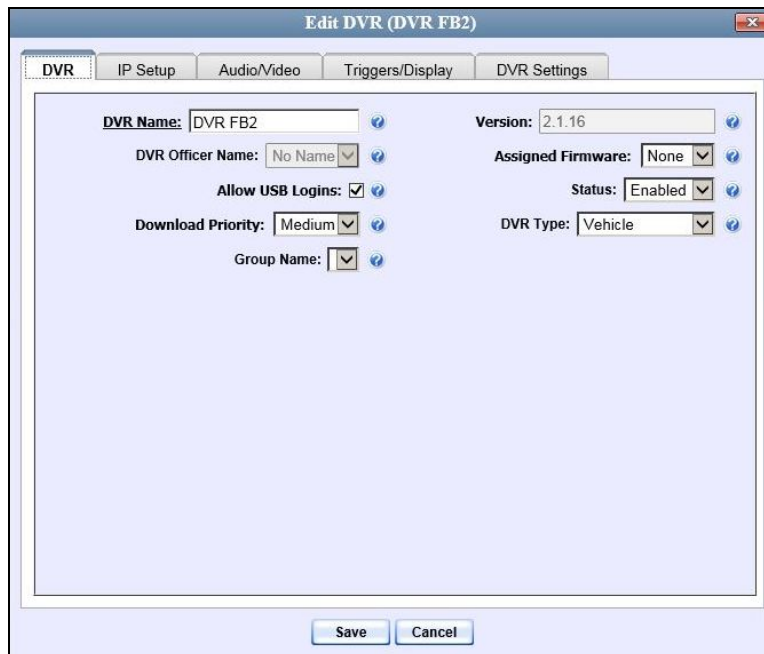 Edit DVR (DVR FB2)
DVR IP Setup Audio/Video Triggers/Display DVR Settings
DVR Name: DVR FB2 Version: 2.1.16
DVR Officer Name: No Name Assigned Firmware: None
Allow USB Logins: Status: Enabled
Download Priority: Medium DVR Type: Vehicle
Group Name:
Save Cancel